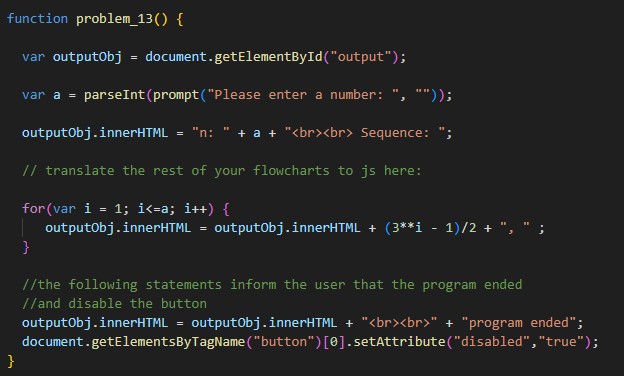 function problem_13() {
var outputObj = document.getElementById("output");
var a = parseInt(prompt("Please enter a number: ", ""));
outputObj.innerHTML = "n: " + a + "<br><br> Sequence: ";
// translate the rest of your flowcharts to js here:
for(var i = 1; i<=a; i++) {
outputObj.innerHTML = outputObj.innerHTML + (3**i - 1)/2 + ", " ;
}
//the following statements inform the user that the program ended
//and disable the button
outputObj.innerHTML = outputObj.innerHTML + "<br><br>" + "program ended";
document.getElementsByTagName("button")[0].setAttribute("disabled","true");
}